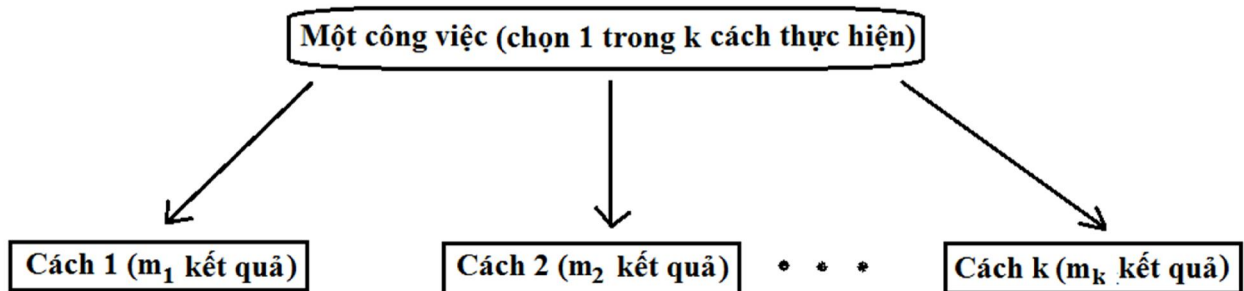 Một công việc (chọn 1 trong k cách thực hiện)
Cách 1 (m₁ kết quả)
Cách 2 (m₂ kết quả)
Cách k (mₖ kết quả)